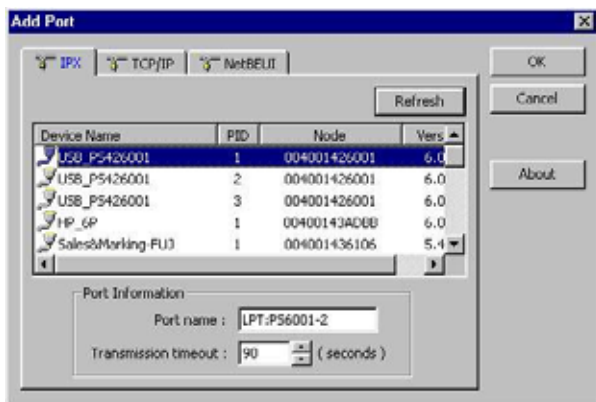 Add Port
IPX TCP/IP NetBEUI
OK
Refresh
Cancel
Device Name PID Node Vers
USB_PS426001 1 004001426001 6.0
USB_PS426001 2 004001426001 6.0
USB_PS426001 3 004001426001 6.0
HP_6P 1 00400143ADBB 6.0
Sales&Marking-FUJ 1 004001436106 5.4
About
Port Information
Port name : LPT:PS6001-2
Transmission timeout : 90 ( seconds )